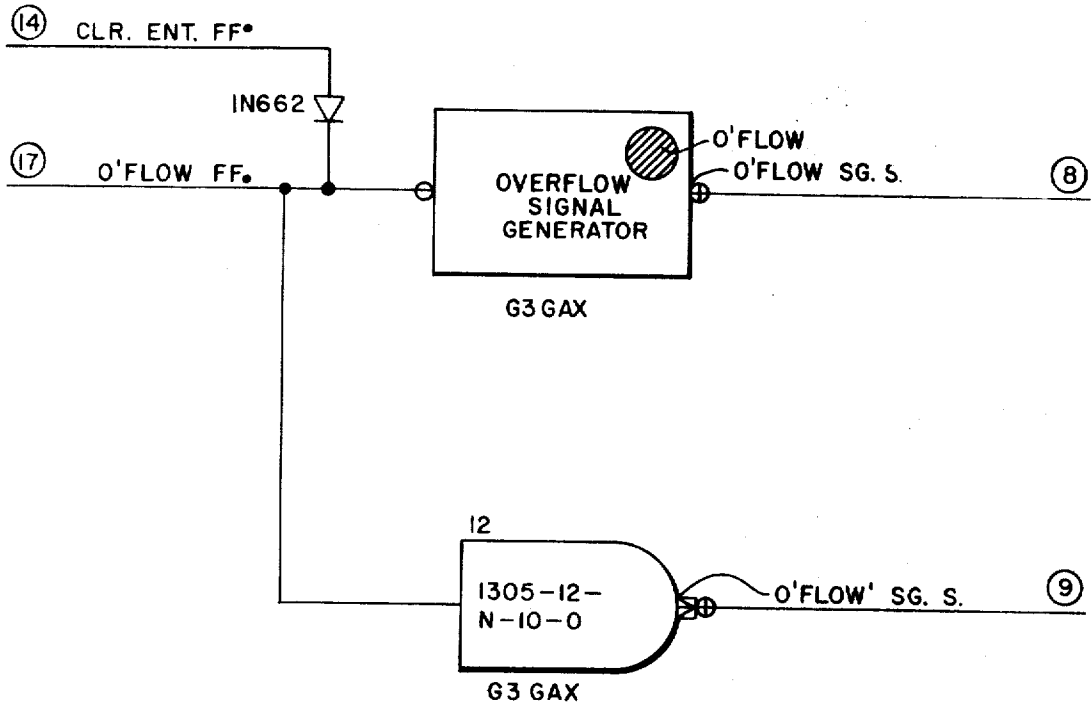 14 CLR. ENT. FF•
1N662
17 O'FLOW FF.
OVERFLOW
SIGNAL
GENERATOR
O'FLOW
O'FLOW SG. S.
8
G3 GAX
12
1305-12-
N-10-0
O'FLOW' SG. S.
9
G3 GAX